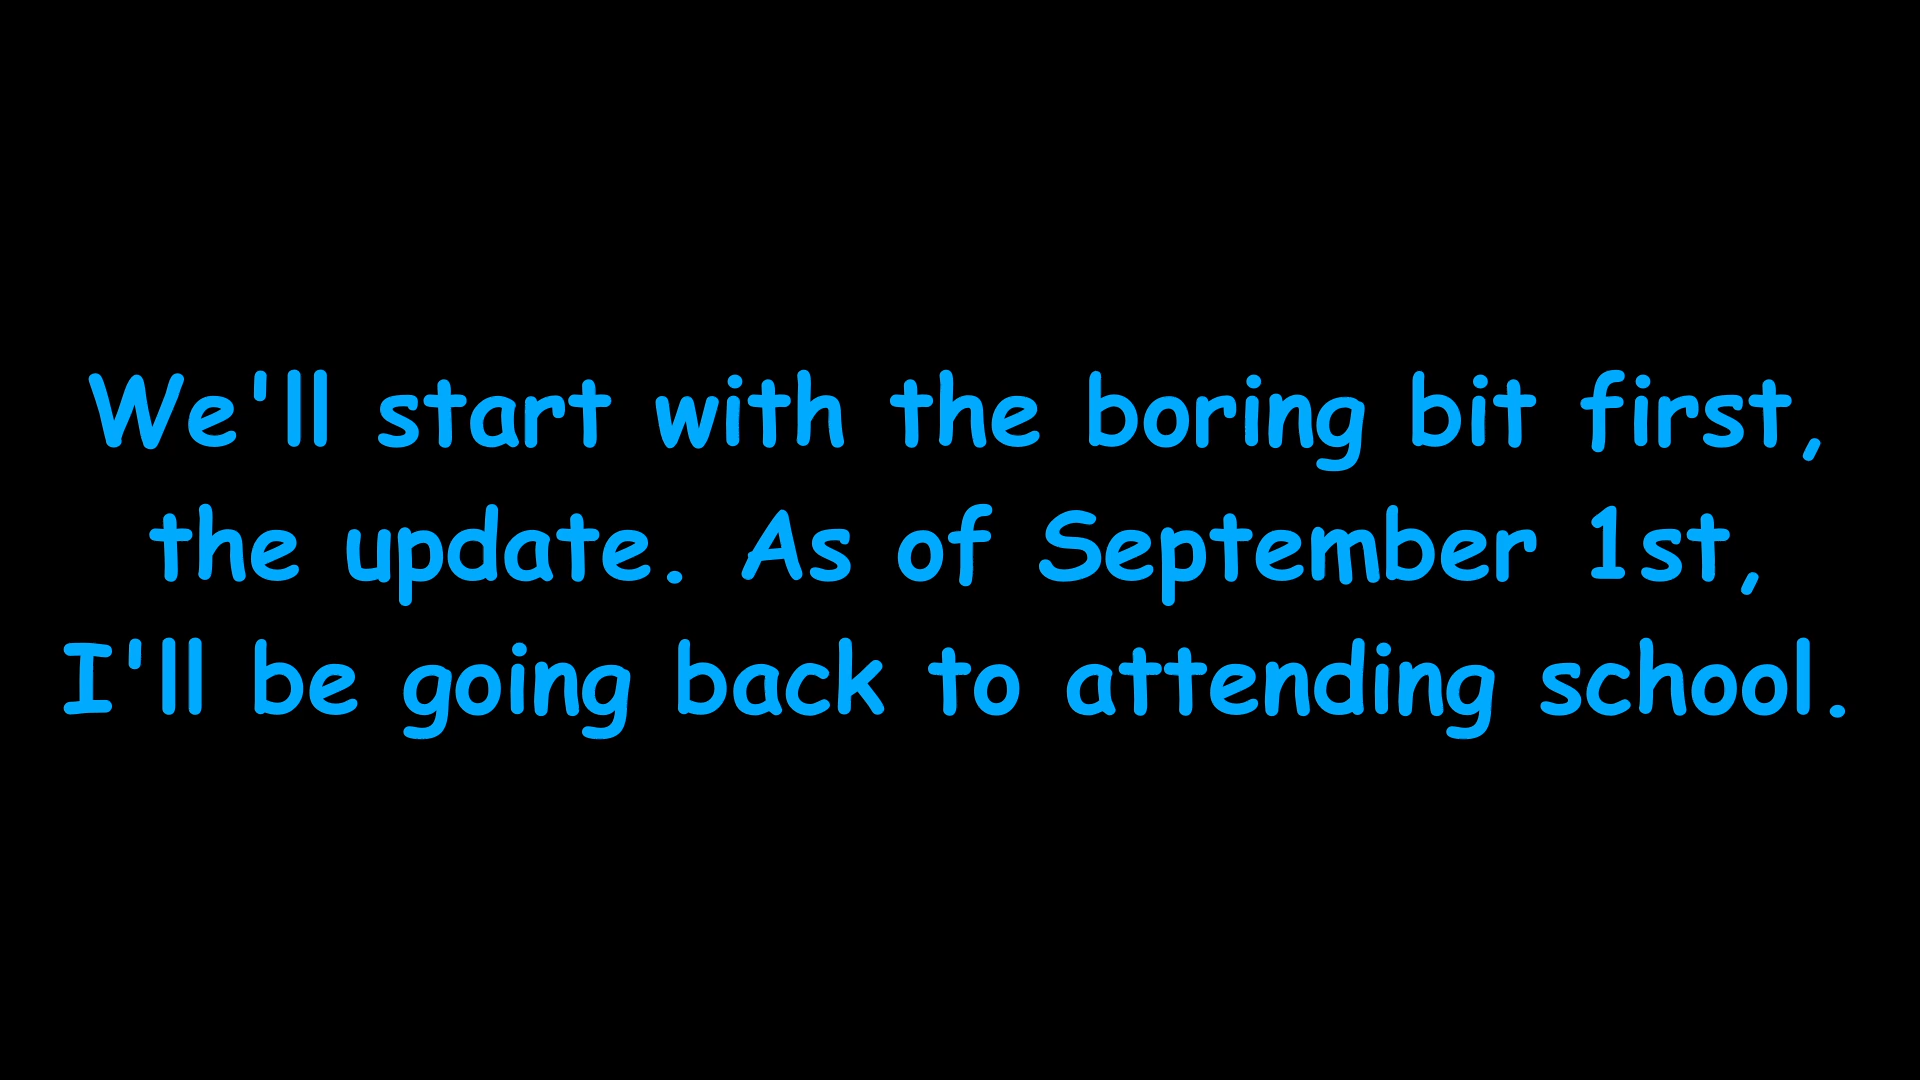 We'll start with the boring bit first,
the update. As of September 1st,
I'll be going back to attending school.